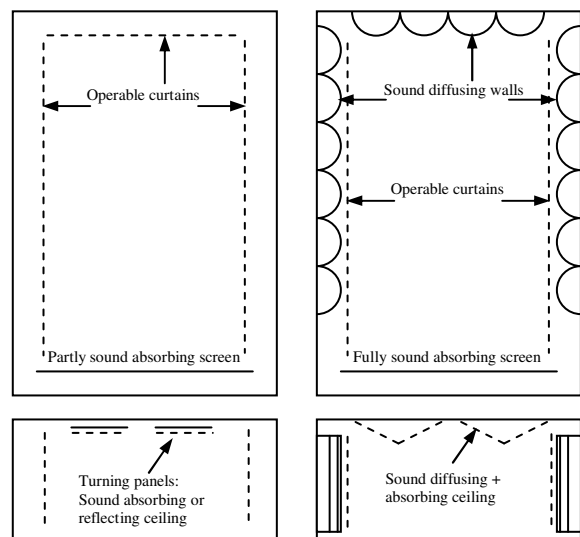 Operable curtains
Partly sound absorbing screen
Turning panels:
Sound absorbing or
reflecting ceiling
Sound diffusing walls
Operable curtains
Fully sound absorbing screen
Sound diffusing +
absorbing ceiling